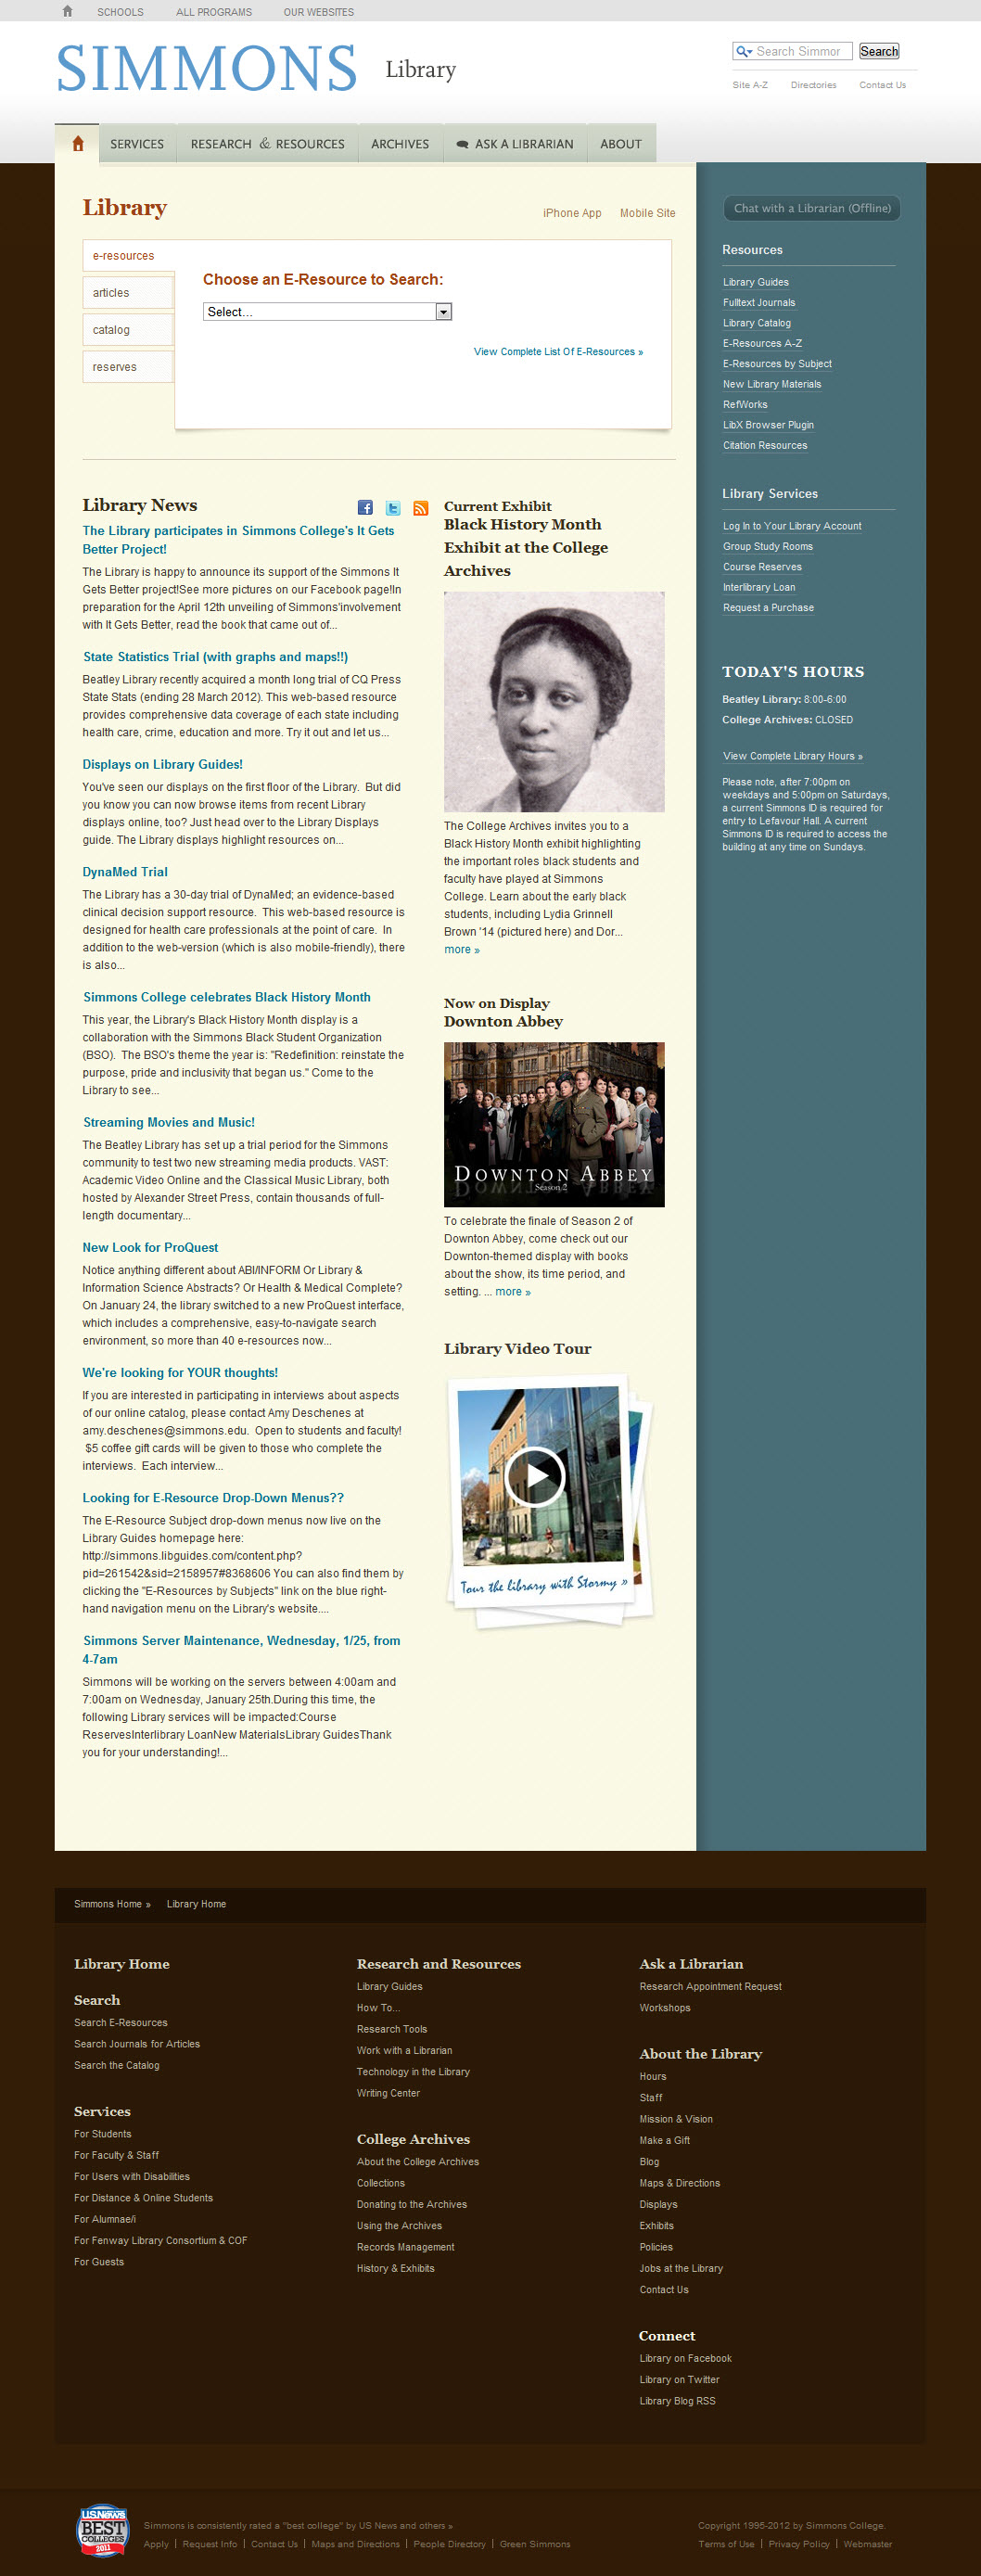 SCHOOLS
ALL PROGRAMS
OUR WEBSITES
SIMMONS
Library
Search Simmor
Search
Site A-Z
Directories
Contact Us
SERVICES
RESEARCH & RESOURCES
ARCHIVES
ASK A LIBRARIAN
ABOUT
Library
iPhone App
Mobile Site
e-resources
articles
catalog
reserves
Choose an E-Resource to Search:
Select...
View Complete List Of E-Resources »
Library News
The Library participates in Simmons College's It Gets
Better Project!
The Library is happy to announce its support of the Simmons It
Gets Better project!See more pictures on our Facebook page!In
preparation for the April 12th unveiling of Simmons'involvement
with It Gets Better, read the book that came out of...
State Statistics Trial (with graphs and maps!!)
Beatley Library recently acquired a month long trial of CQ Press
State Stats (ending 28 March 2012). This web-based resource
provides comprehensive data coverage of each state including
health care, crime, education and more. Try it out and let us...
Displays on Library Guides!
You've seen our displays on the first floor of the Library.  But did
you know you can now browse items from recent Library
displays online, too? Just head over to the Library Displays
guide. The Library displays highlight resources on...
DynaMed Trial
The Library has a 30-day trial of DynaMed; an evidence-based
clinical decision support resource.  This web-based resource is
designed for health care professionals at the point of care.  In
addition to the web-version (which is also mobile-friendly), there
is also...
Simmons College celebrates Black History Month
This year, the Library's Black History Month display is a
collaboration with the Simmons Black Student Organization
(BSO).  The BSO's theme the year is: "Redefinition: reinstate the
purpose, pride and inclusivity that began us." Come to the
Library to see...
Streaming Movies and Music!
The Beatley Library has set up a trial period for the Simmons
community to test two new streaming media products. VAST:
Academic Video Online and the Classical Music Library, both
hosted by Alexander Street Press, contain thousands of full-
length documentary...
New Look for ProQuest
Notice anything different about ABI/INFORM Or Library &
Information Science Abstracts? Or Health & Medical Complete?
On January 24, the library switched to a new ProQuest interface,
which includes a comprehensive, easy-to-navigate search
environment, so more than 40 e-resources now...
We're looking for YOUR thoughts!
If you are interested in participating in interviews about aspects
of our online catalog, please contact Amy Deschenes at
amy.deschenes@simmons.edu.  Open to students and faculty!
$5 coffee gift cards will be given to those who complete the
interviews.  Each interview...
Looking for E-Resource Drop-Down Menus??
The E-Resource Subject drop-down menus now live on the
Library Guides homepage here:
http://simmons.libguides.com/content.php?
pid=261542&sid=2158957#8368606 You can also find them by
clicking the "E-Resources by Subjects" link on the blue right-
hand navigation menu on the Library's website....
Simmons Server Maintenance, Wednesday, 1/25, from
4-7am
Simmons will be working on the servers between 4:00am and
7:00am on Wednesday, January 25th.During this time, the
following Library services will be impacted:Course
ReservesInterlibrary LoanNew MaterialsLibrary GuidesThank
you for your understanding!...
Current Exhibit
Black History Month
Exhibit at the College
Archives
The College Archives invites you to a
Black History Month exhibit highlighting
the important roles black students and
faculty have played at Simmons
College. Learn about the early black
students, including Lydia Grinnell
Brown '14 (pictured here) and Dor...
more »
Now on Display
Downton Abbey
DOWNTON ABBEY
Season 2
To celebrate the finale of Season 2 of
Downton Abbey, come check out our
Downton-themed display with books
about the show, its time period, and
setting. ... more »
Library Video Tour
Tour the library with Stormy »
Chat with a Librarian (Offline)
Resources
Library Guides
Fulltext Journals
Library Catalog
E-Resources A-Z
E-Resources by Subject
New Library Materials
RefWorks
LibX Browser Plugin
Citation Resources
Library Services
Log In to Your Library Account
Group Study Rooms
Course Reserves
Interlibrary Loan
Request a Purchase
TODAY'S HOURS
Beatley Library: 8:00-6:00
College Archives: CLOSED
View Complete Library Hours »
Please note, after 7:00pm on
weekdays and 5:00pm on Saturdays,
a current Simmons ID is required for
entry to Lefavour Hall. A current
Simmons ID is required to access the
building at any time on Sundays.
Simmons Home »
Library Home
Library Home
Search
Search E-Resources
Search Journals for Articles
Search the Catalog
Services
For Students
For Faculty & Staff
For Users with Disabilities
For Distance & Online Students
For Alumnae/i
For Fenway Library Consortium & COF
For Guests
Research and Resources
Library Guides
How To...
Research Tools
Work with a Librarian
Technology in the Library
Writing Center
College Archives
About the College Archives
Collections
Donating to the Archives
Using the Archives
Records Management
History & Exhibits
Ask a Librarian
Research Appointment Request
Workshops
About the Library
Hours
Staff
Mission & Vision
Make a Gift
Blog
Maps & Directions
Displays
Exhibits
Policies
Jobs at the Library
Contact Us
Connect
Library on Facebook
Library on Twitter
Library Blog RSS
U.S.News
BEST
COLLEGES
2011
Simmons is consistently rated a "best college" by US News and others »
Apply | Request Info | Contact Us | Maps and Directions | People Directory | Green Simmons
Copyright 1995-2012 by Simmons College.
Terms of Use | Privacy Policy | Webmaster